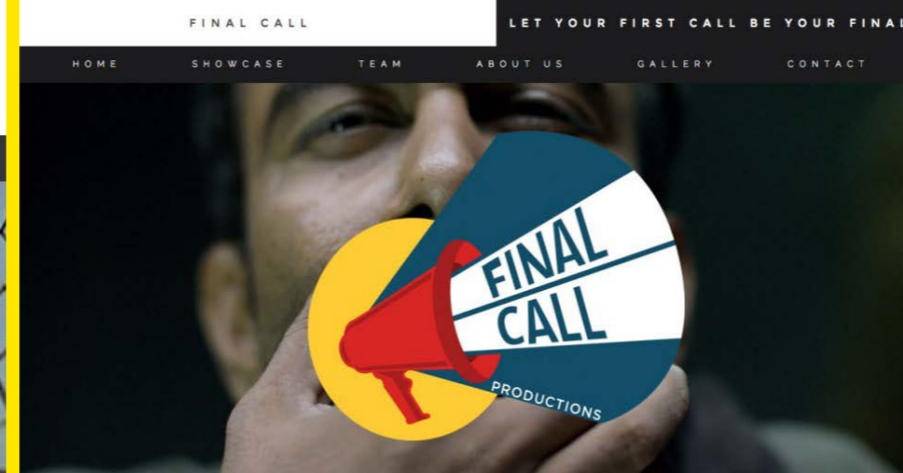 FINAL CALL
LET YOUR FIRST CALL BE YOUR FINAL
HOME SHOWCASE TEAM ABOUT US GALLERY CONTACT
FINAL
CALL
PRODUCTIONS